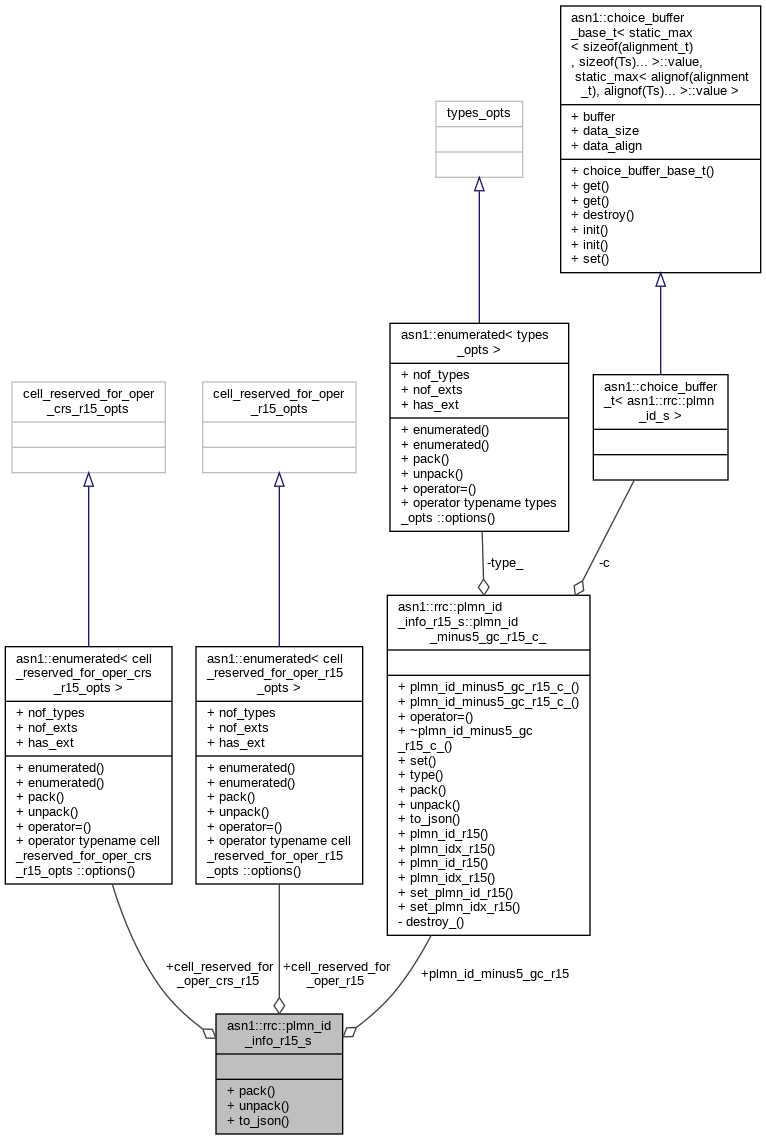 asn1::choice_buffer
_base_t< static_max
< sizeof(alignment_t)
, sizeof(Ts)... >::value,
static_max< alignof(alignment
_t), alignof(Ts)... >::value >
+ buffer
+ data_size
+ data_align
+ choice_buffer_base_t()
+ get()
+ get()
+ destroy()
+ init()
+ init()
+ set()
types_opts
asn1::enumerated< types
_opts >
+ nof_types
+ nof_exts
+ has_ext
+ enumerated()
+ enumerated()
+ pack()
+ unpack()
+ operator=()
+ operator typename types
_opts ::options()
asn1::choice_buffer
_t< asn1::rrc::plmn
_id_s >
cell_reserved_for_oper
_crs_r15_opts
cell_reserved_for_oper
_r15_opts
-type_
-c
asn1::rrc::plmn_id
_info_r15_s::plmn_id
_minus5_gc_r15_c_
+ plmn_id_minus5_gc_r15_c_()
+ plmn_id_minus5_gc_r15_c_()
+ operator=()
+ ~plmn_id_minus5_gc
_r15_c_()
+ set()
+ type()
+ pack()
+ unpack()
+ to_json()
+ plmn_id_r15()
+ plmn_idx_r15()
+ plmn_id_r15()
+ plmn_idx_r15()
+ set_plmn_id_r15()
+ set_plmn_idx_r15()
- destroy_()
asn1::enumerated< cell
_reserved_for_oper_crs
_r15_opts >
+ nof_types
+ nof_exts
+ has_ext
+ enumerated()
+ enumerated()
+ pack()
+ unpack()
+ operator=()
+ operator typename cell
_reserved_for_oper_crs
_r15_opts ::options()
asn1::enumerated< cell
_reserved_for_oper_r15
_opts >
+ nof_types
+ nof_exts
+ has_ext
+ enumerated()
+ enumerated()
+ pack()
+ unpack()
+ operator=()
+ operator typename cell
_reserved_for_oper_r15
_opts ::options()
+cell_reserved_for
_oper_crs_r15
+cell_reserved_for
_oper_r15
+plmn_id_minus5_gc_r15
asn1::rrc::plmn_id
_info_r15_s
+ pack()
+ unpack()
+ to_json()